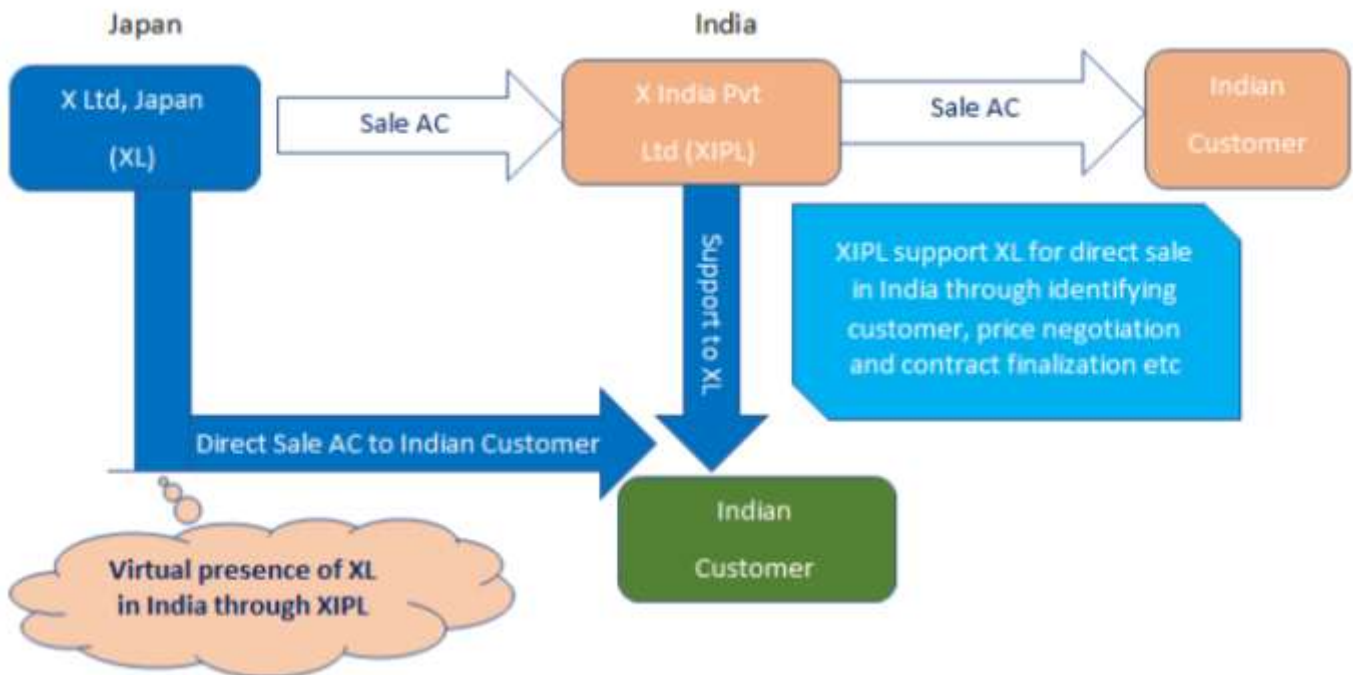 Japan
India
X Ltd, Japan
(XL)
Sale AC
X India Pvt
Ltd (XIPL)
Sale AC
Indian
Customer
Support to XL
XIPL support XL for direct sale
in India through identifying
customer, price negotiation
and contract finalization etc
Direct Sale AC to Indian Customer
Indian
Customer
Virtual presence of XL
in India through XIPL